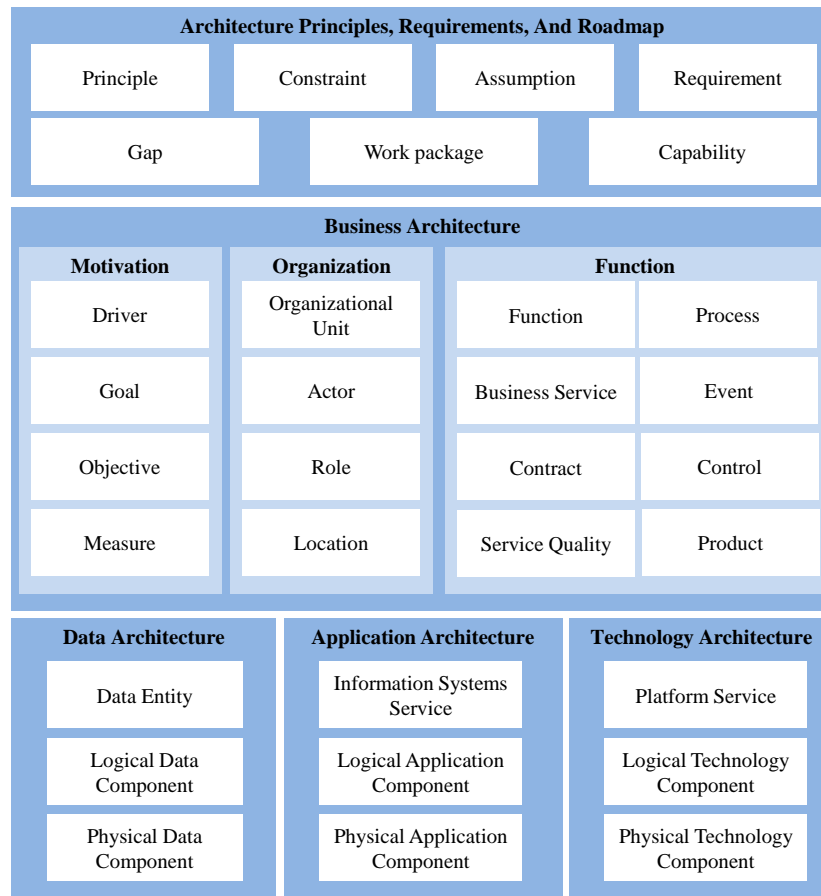 Architecture Principles, Requirements, And Roadmap
Principle
Constraint
Assumption
Requirement
Gap
Work package
Capability
Business Architecture
Motivation
Driver
Goal
Objective
Measure
Organization
Organizational
Unit
Actor
Role
Location
Function
Function
Process
Business Service
Event
Contract
Control
Service Quality
Product
Data Architecture
Data Entity
Logical Data
Component
Physical Data
Component
Application Architecture
Information Systems
Service
Logical Application
Component
Physical Application
Component
Technology Architecture
Platform Service
Logical Technology
Component
Physical Technology
Component